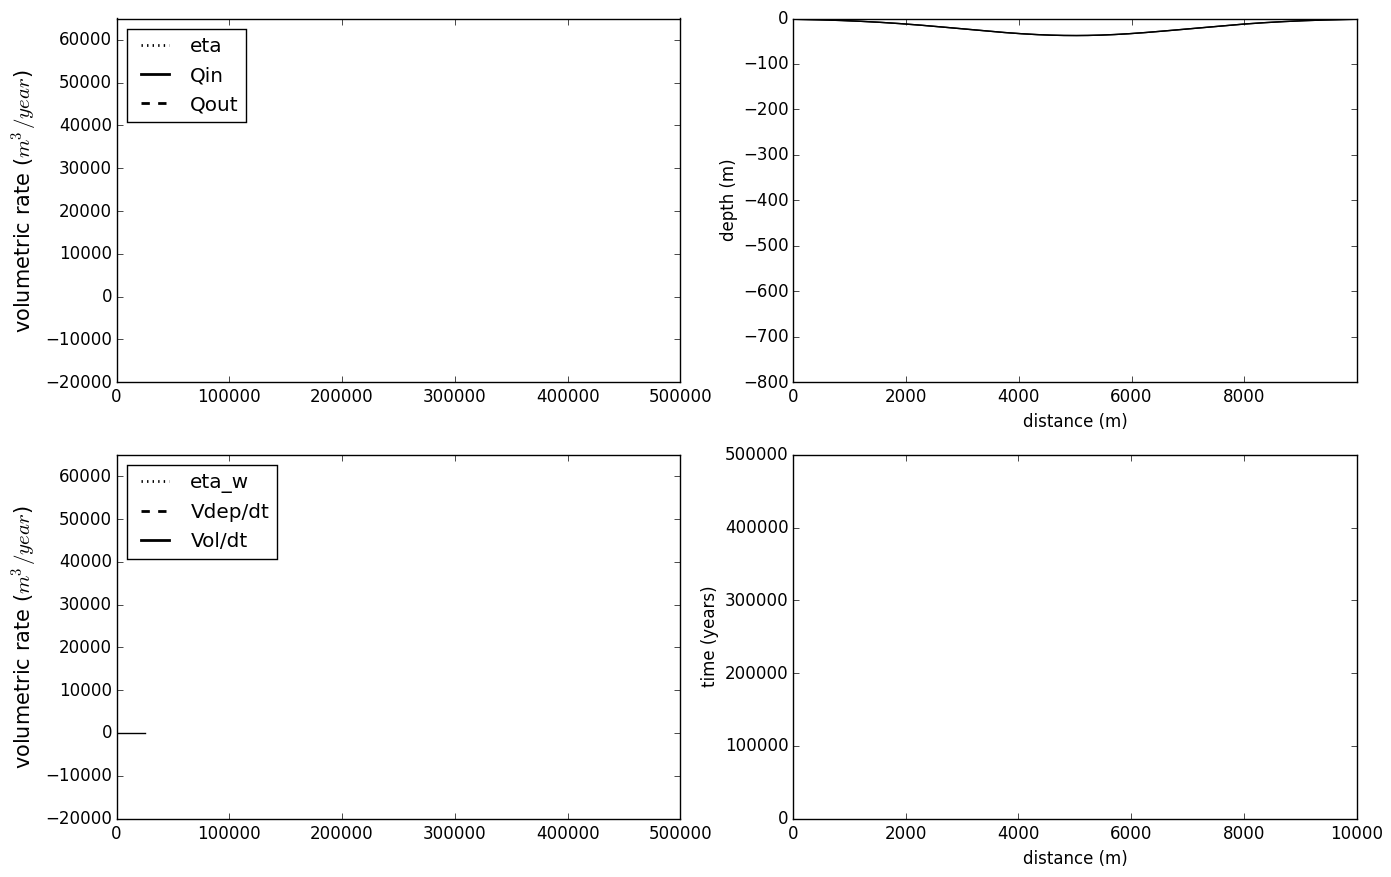 volumetric rate (m³/year)
60000
50000
40000
30000
20000
10000
0
−10000
−20000
eta
Qin
Qout
0 100000 200000 300000 400000 500000
depth (m)
0
−100
−200
−300
−400
−500
−600
−700
−800
0 2000 4000 6000 8000
distance (m)
volumetric rate (m³/year)
60000
50000
40000
30000
20000
10000
0
−10000
−20000
eta_w
Vdep/dt
Vol/dt
0 100000 200000 300000 400000 500000
time (years)
500000
400000
300000
200000
100000
0
0 2000 4000 6000 8000 10000
distance (m)